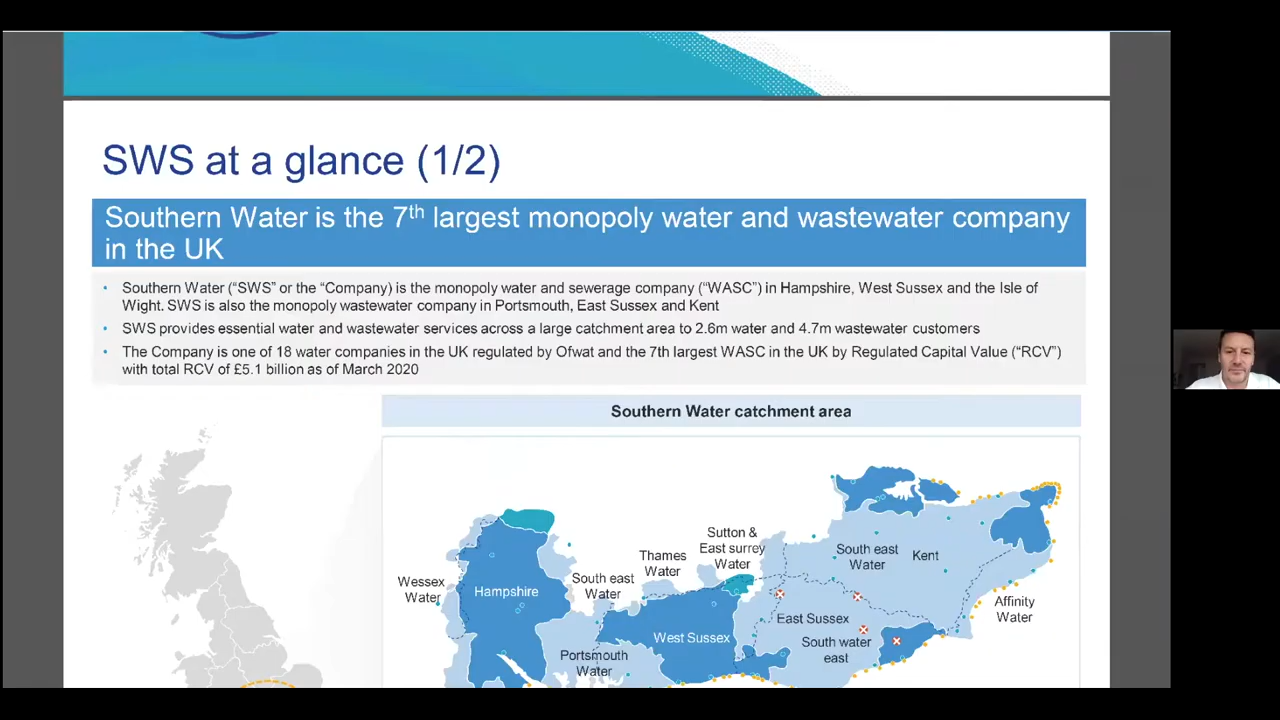 SWS at a glance (1/2)
Southern Water is the 7th largest monopoly water and wastewater company
in the UK
• Southern Water (“SWS” or the “Company) is the monopoly water and sewerage company (“WASC”) in Hampshire, West Sussex and the Isle of
Wight. SWS is also the monopoly wastewater company in Portsmouth, East Sussex and Kent
• SWS provides essential water and wastewater services across a large catchment area to 2.6m water and 4.7m wastewater customers
• The Company is one of 18 water companies in the UK regulated by Ofwat and the 7th largest WASC in the UK by Regulated Capital Value (“RCV”)
with total RCV of £5.1 billion as of March 2020
Southern Water catchment area
Wessex
Water
Hampshire
South east
Water
Thames
Water
Sutton &
East surrey
Water
South east
Water
Kent
Affinity
Water
East Sussex
South water
east
West Sussex
Portsmouth
Water